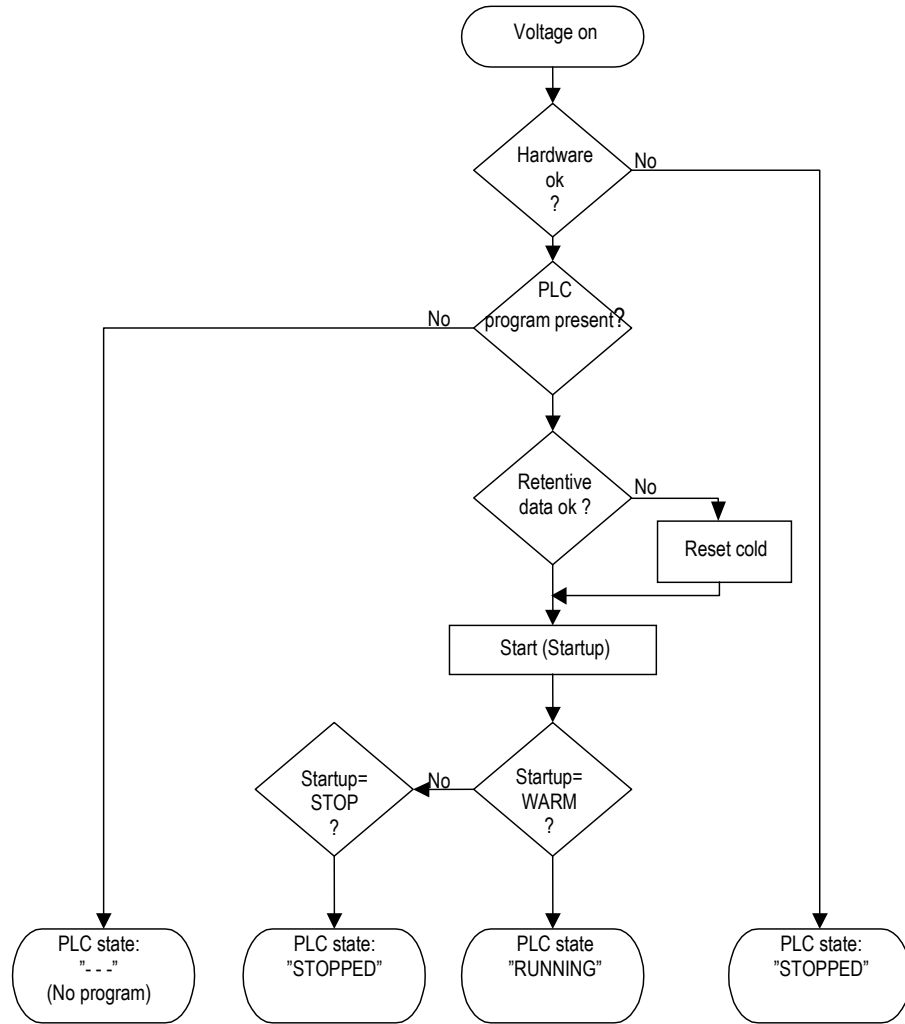 Voltage on
Hardware
ok
?
No
PLC
program present?
No
Retentive
data ok ?
No
Reset cold
Start (Startup)
Startup=
STOP
?
No
Startup=
WARM
?
PLC state:
"- - -"
(No program)
PLC state:
”STOPPED”
PLC state
”RUNNING”
PLC state:
”STOPPED”